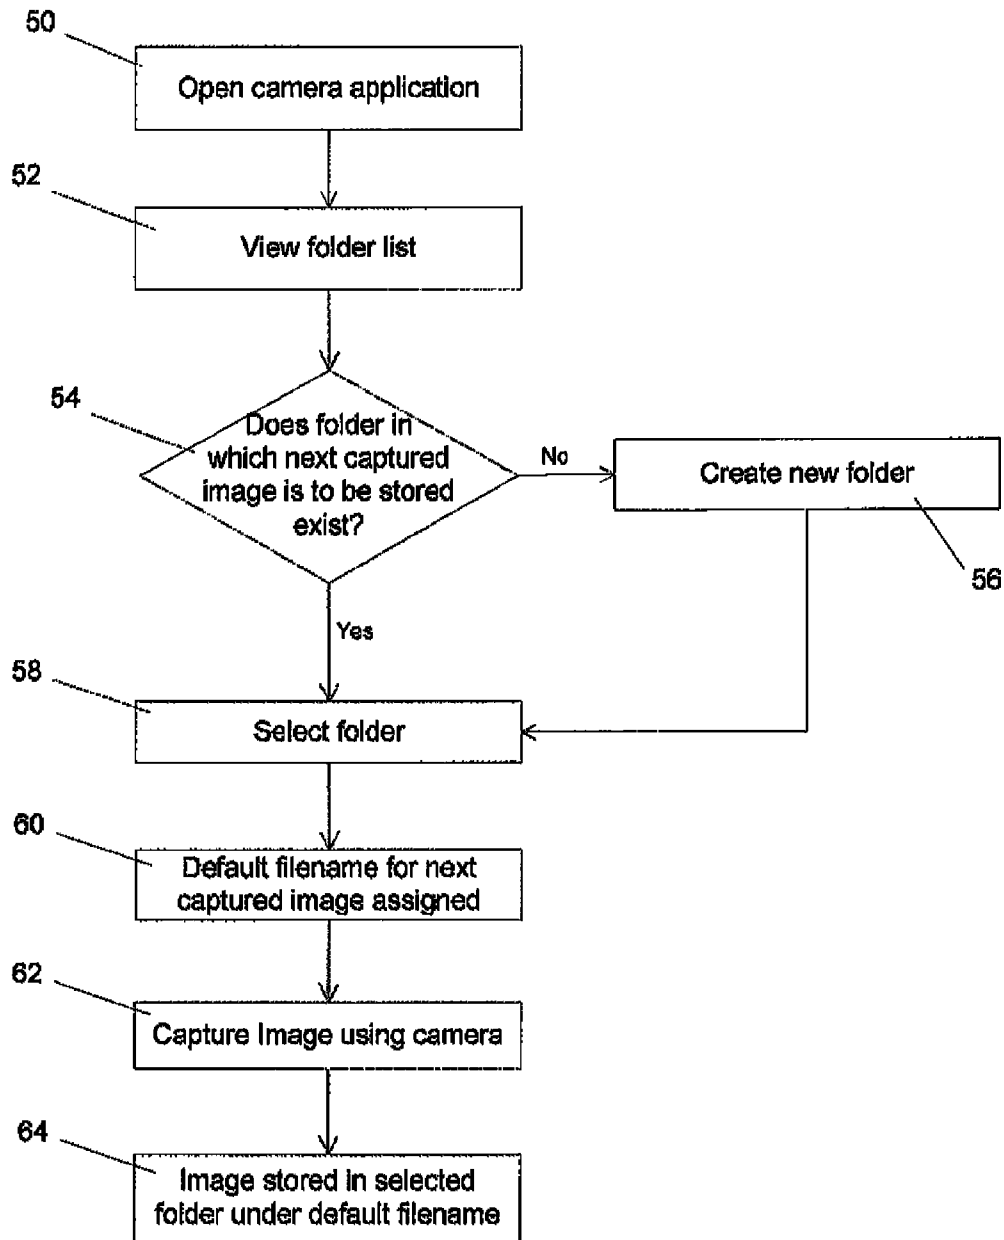 50
Open camera application
52
View folder list
54
Does folder in
which next captured
image is to be stored
exist?
No
Create new folder
56
Yes
58
Select folder
60
Default filename for next
captured image assigned
62
Capture Image using camera
64
Image stored in selected
folder under default filename